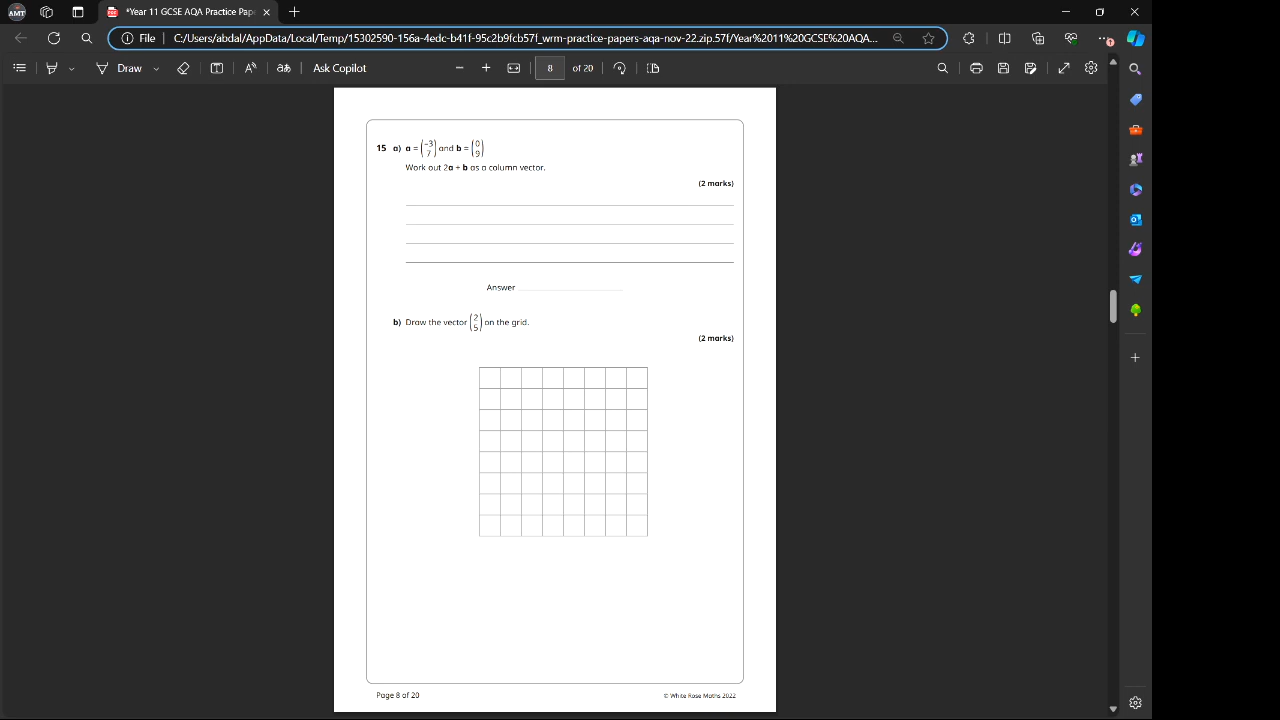 *Year 11 GCSE AQA Practice Pape
File C:/Users/abdal/AppData/Local/Temp/15302590-156a-4edc-b41f-95c2b9fcb57f_wrm-practice-papers-aqa-nov-22.zip.57f/Year%2011%20GCSE%20AQA...
Draw Ask Copilot 8 of 20
15 a) a = (-3 7) and b = (0 9)
Work out 2a + b as a column vector.
(2 marks)
Answer
b) Draw the vector (2 5) on the grid.
(2 marks)
Page 8 of 20 © White Rose Maths 2022